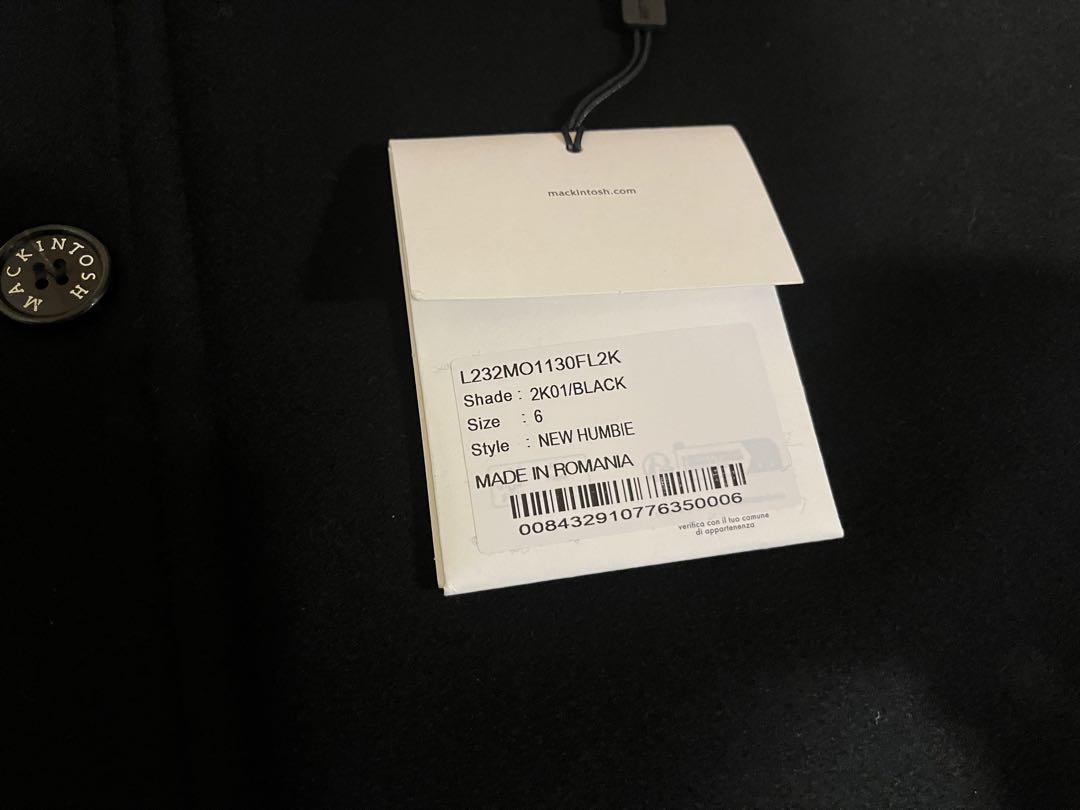 mackintosh.com
MACKINTOSH
L232MO1130FL2K
Shade : 2K01/BLACK
Size : 6
Style : NEW HUMBIE
MADE IN ROMANIA
008432910776350006
verifica con il tuo comune
di appartenenza